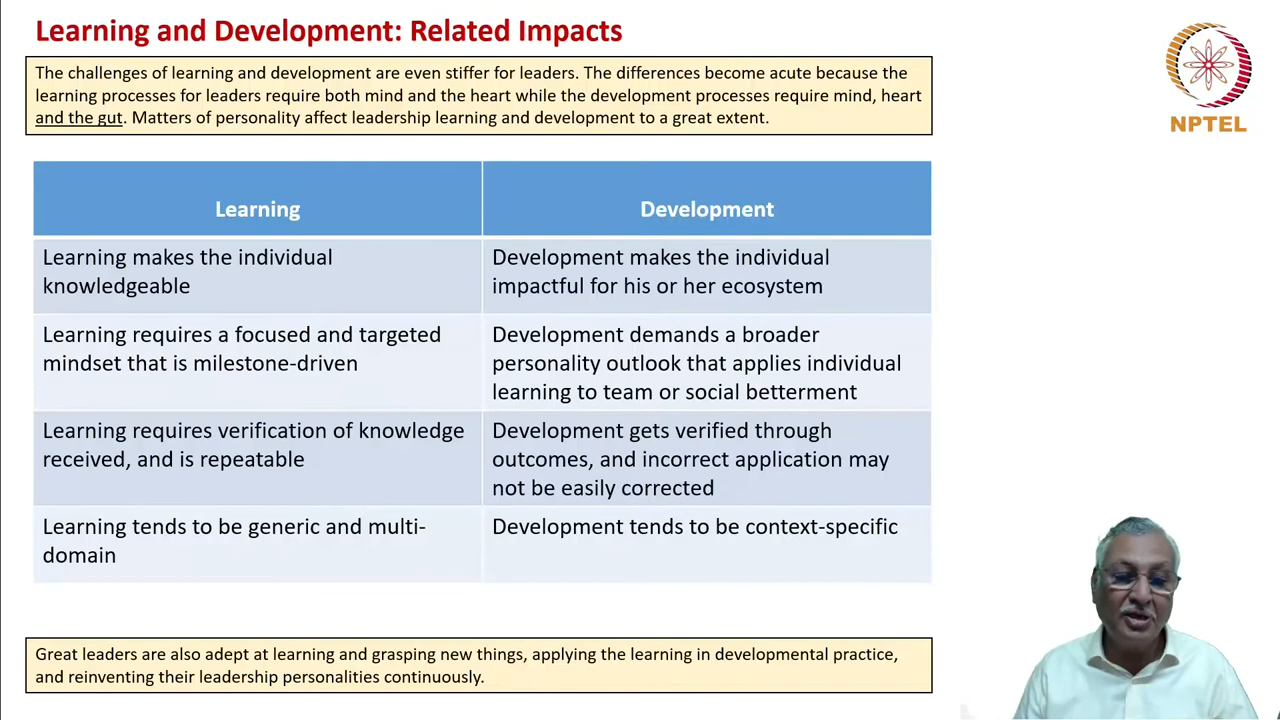 Learning and Development: Related Impacts
The challenges of learning and development are even stiffer for leaders. The differences become acute because the
learning processes for leaders require both mind and the heart while the development processes require mind, heart
and the gut. Matters of personality affect leadership learning and development to a great extent.
NPTEL
Learning
Development
Learning makes the individual
knowledgeable
Development makes the individual
impactful for his or her ecosystem
Learning requires a focused and targeted
mindset that is milestone-driven
Development demands a broader
personality outlook that applies individual
learning to team or social betterment
Learning requires verification of knowledge
received, and is repeatable
Development gets verified through
outcomes, and incorrect application may
not be easily corrected
Learning tends to be generic and multi-
domain
Development tends to be context-specific
Great leaders are also adept at learning and grasping new things, applying the learning in developmental practice,
and reinventing their leadership personalities continuously.